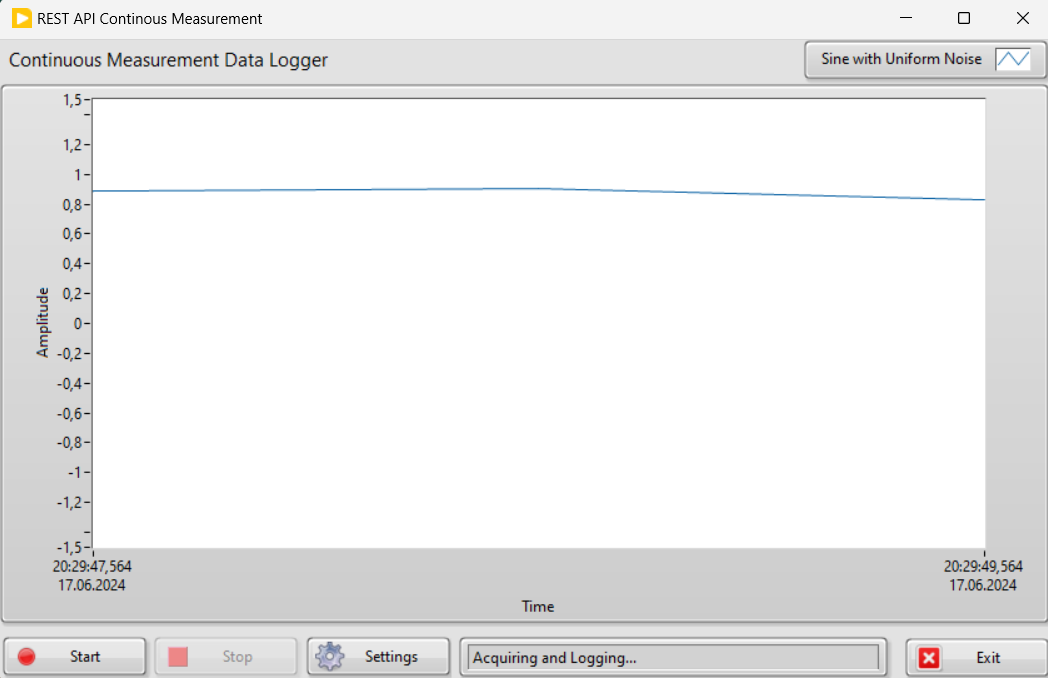 REST API Continous Measurement
Continuous Measurement Data Logger
Sine with Uniform Noise
1,5
1,2
1
0,8
0,6
0,4
0,2
0
-0,2
-0,4
-0,6
-0,8
-1
-1,2
-1,5
Amplitude
20:29:47,564
17.06.2024
20:29:49,564
17.06.2024
Time
Start
Stop
Settings
Acquiring and Logging...
Exit